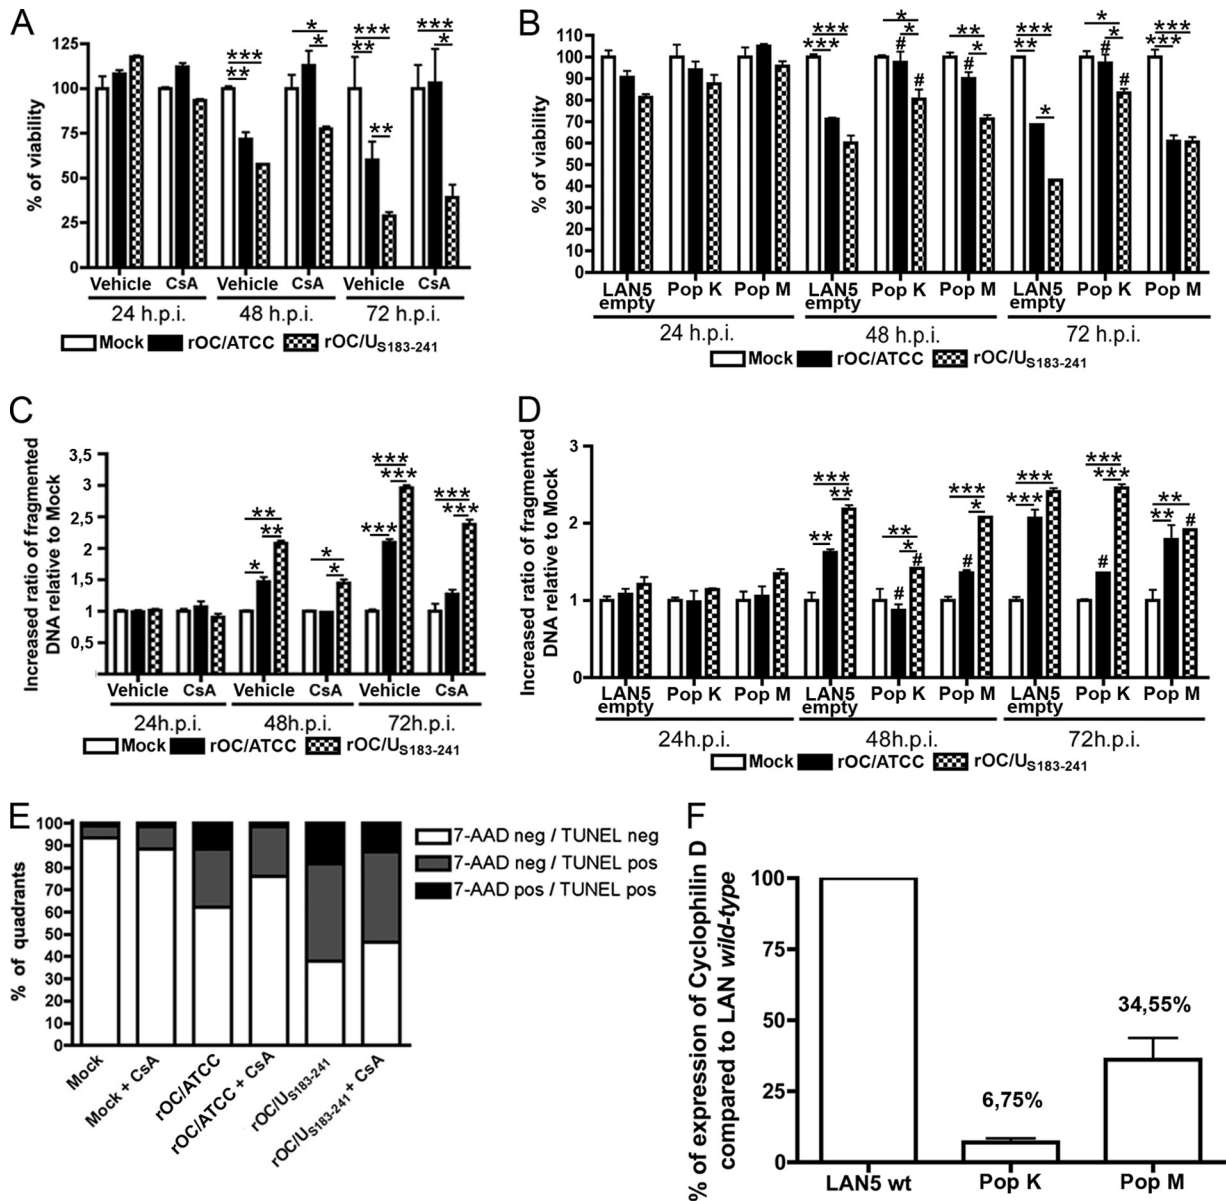 A
% of viability
125
100
75
50
25
0
*** ** *** * * *** ** ** *** *
Vehicle CsA Vehicle CsA Vehicle CsA
24 h.p.i. 48 h.p.i. 72 h.p.i.
Mock rOC/ATCC rOC/US183-241
B
% of viability
110
100
90
80
70
60
50
40
30
20
10
0
*** *** * * # # ** * # *** ** * * * # # *** ***
LAN5 empty Pop K Pop M LAN5 empty Pop K Pop M LAN5 empty Pop K Pop M
24 h.p.i. 48 h.p.i. 72 h.p.i.
Mock rOC/ATCC rOC/US183-241
C
Increased ratio of fragmented
DNA relative to Mock
3,5
3
2,5
2
1,5
1
0,5
** ** * * * *** *** *** *** ***
Vehicle CsA Vehicle CsA Vehicle CsA
24h.p.i. 48h.p.i. 72h.p.i.
Mock rOC/ATCC rOC/US183-241
D
Increased ratio of fragmented
DNA relative to Mock
3
2
1
0
*** ** ** ** * # # *** * # *** *** *** *** # ** ** #
LAN5 empty Pop K Pop M LAN5 empty Pop K Pop M LAN5 empty Pop K Pop M
24h.p.i. 48h.p.i. 72h.p.i.
Mock rOC/ATCC rOC/US183-241
E
% of quadrants
100
90
80
70
60
50
40
30
20
10
0
Mock
Mock + CsA
rOC/ATCC
rOC/ATCC + CsA
rOC/US183-241
rOC/US183-241 + CsA
7-AAD neg / TUNEL neg
7-AAD neg / TUNEL pos
7-AAD pos / TUNEL pos
F
% of expression of Cyclophilin D
compared to LAN wild-type
100
75
50
25
0
6,75%
34,55%
LAN5 wt Pop K Pop M